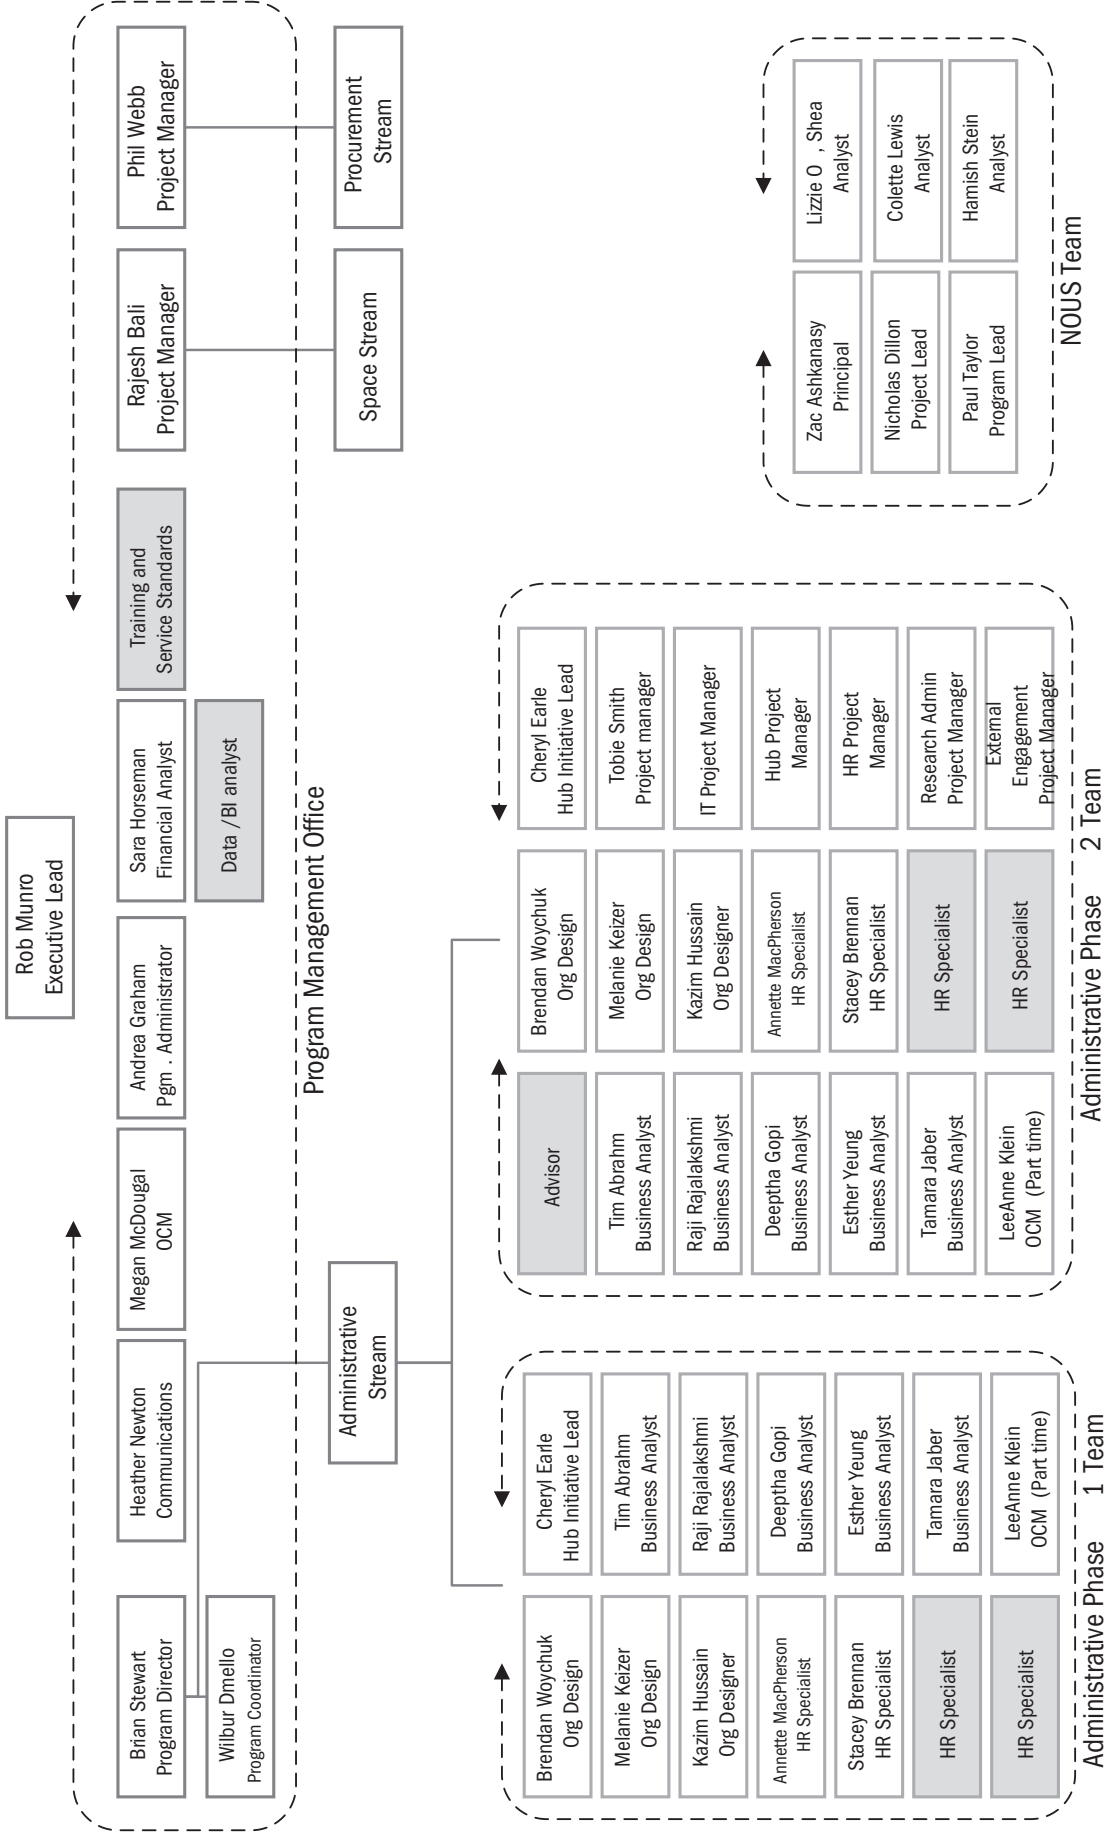 Rob Munro
Executive Lead
Brian Stewart
Program Director
Wilbur Dmello
Program Coordinator
Heather Newton
Communications
Megan McDougal
OCM
Andrea Graham
Pgm . Administrator
Sara Horseman
Financial Analyst
Data /BI analyst
Training and
Service Standards
Rajesh Bali
Project Manager
Phil Webb
Project Manager
Program Management Office
Administrative
Stream
Space Stream
Procurement
Stream
Brendan Woychuk
Org Design
Melanie Keizer
Org Design
Kazim Hussain
Org Designer
Annette MacPherson
HR Specialist
Stacey Brennan
HR Specialist
HR Specialist
HR Specialist
Cheryl Earle
Hub Initiative Lead
Tim Abrahm
Business Analyst
Raji Rajalakshmi
Business Analyst
Deeptha Gopi
Business Analyst
Esther Yeung
Business Analyst
Tamara Jaber
Business Analyst
LeeAnne Klein
OCM (Part time)
Administrative Phase 1 Team
Advisor
Tim Abrahm
Business Analyst
Raji Rajalakshmi
Business Analyst
Deeptha Gopi
Business Analyst
Esther Yeung
Business Analyst
Tamara Jaber
Business Analyst
LeeAnne Klein
OCM (Part time)
Brendan Woychuk
Org Design
Melanie Keizer
Org Design
Kazim Hussain
Org Designer
Annette MacPherson
HR Specialist
Stacey Brennan
HR Specialist
HR Specialist
HR Specialist
Cheryl Earle
Hub Initiative Lead
Tobie Smith
Project manager
IT Project Manager
Hub Project
Manager
HR Project
Manager
Research Admin
Project Manager
External
Engagement
Project Manager
Administrative Phase 2 Team
Zac Ashkanasy
Principal
Nicholas Dillon
Project Lead
Paul Taylor
Program Lead
Lizzie O , Shea
Analyst
Colette Lewis
Analyst
Hamish Stein
Analyst
NOUS Team